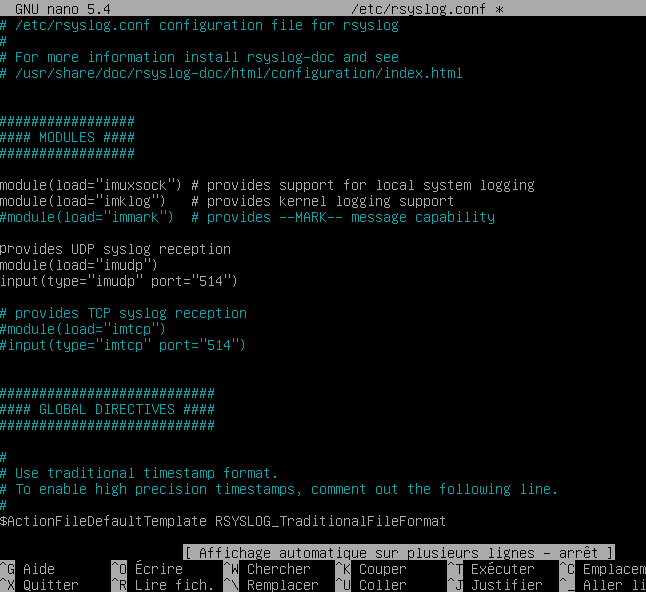 GNU nano 5.4 /etc/rsyslog.conf *
# /etc/rsyslog.conf configuration file for rsyslog
#
# For more information install rsyslog-doc and see
# /usr/share/doc/rsyslog-doc/html/configuration/index.html
#################
#### MODULES ####
#################
module(load="imuxsock") # provides support for local system logging
module(load="imklog")   # provides kernel logging support
#module(load="immark")  # provides --MARK-- message capability
provides UDP syslog reception
module(load="imudp")
input(type="imudp" port="514")
# provides TCP syslog reception
#module(load="imtcp")
#input(type="imtcp" port="514")
###########################
#### GLOBAL DIRECTIVES ####
###########################
#
# Use traditional timestamp format.
# To enable high precision timestamps, comment out the following line.
#
$ActionFileDefaultTemplate RSYSLOG_TraditionalFileFormat
[ Affichage automatique sur plusieurs lignes - arrêt ]
^G Aide ^O Écrire ^W Chercher ^K Couper ^T Exécuter ^C Emplacem
^X Quitter ^R Lire fich. ^\ Remplacer ^U Coller ^J Justifier ^_ Aller li